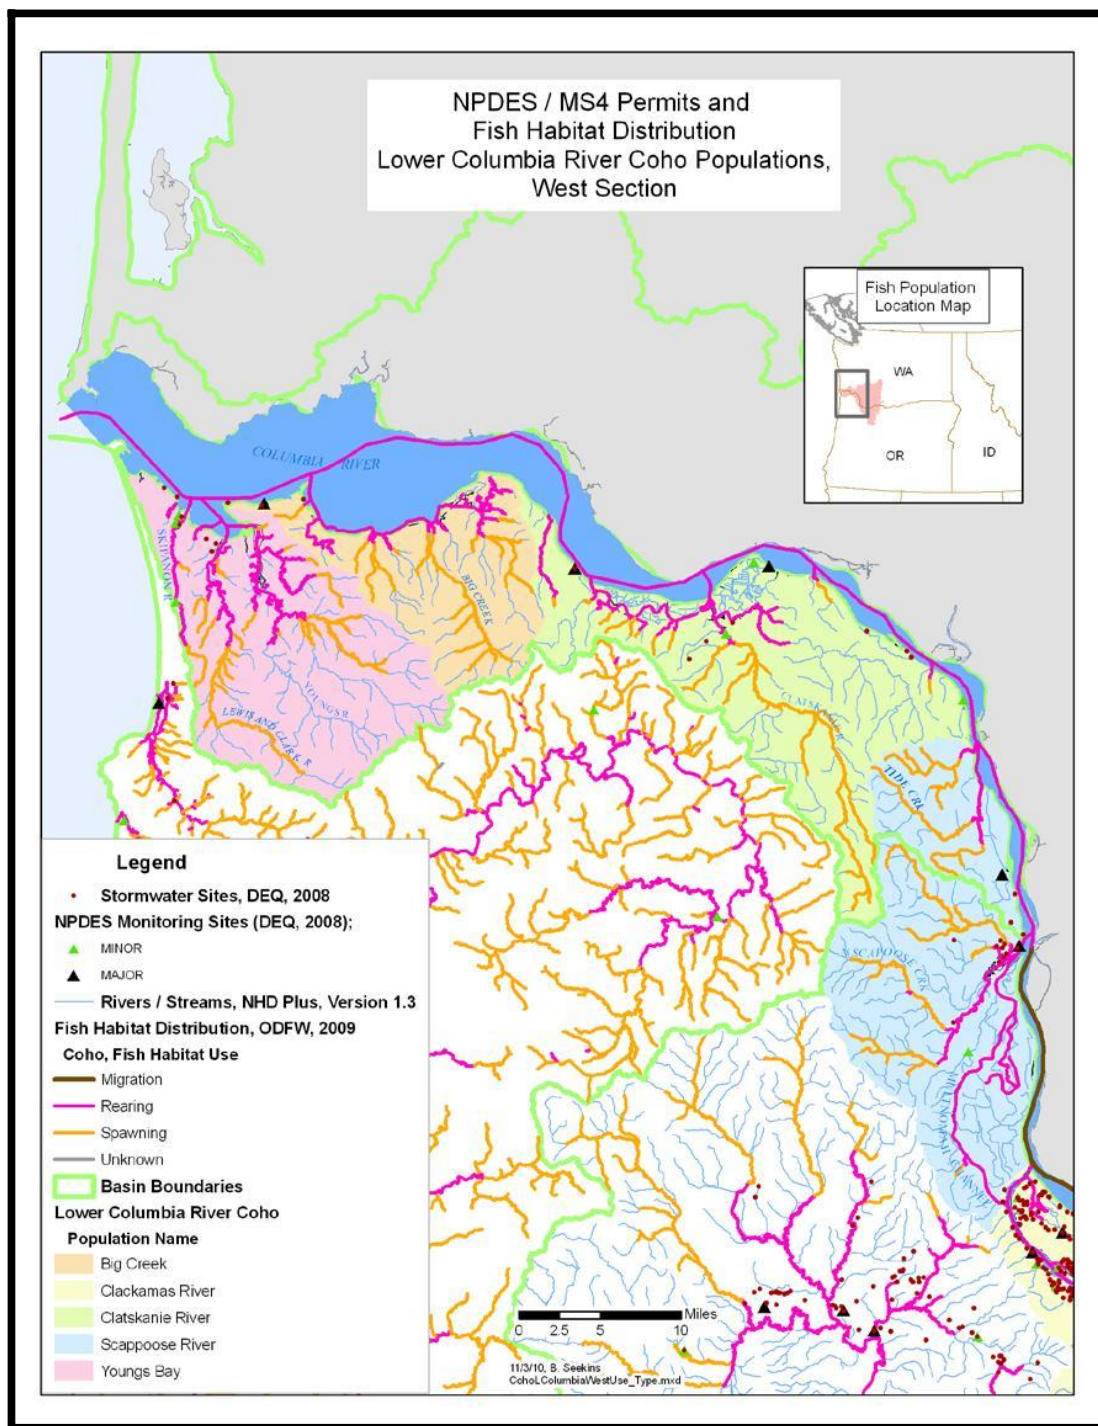 NPDES / MS4 Permits and
Fish Habitat Distribution
Lower Columbia River Coho Populations,
West Section
Fish Population
Location Map
WA
OR
ID
COLUMBIA RIVER
SKIPANON R
BIG CREEK
YOUNGS R
LEWIS AND CLARK R
CLATSKANIE R
TIDE CRK
SCAPOOSE CRK
Legend
Stormwater Sites, DEQ, 2008
NPDES Monitoring Sites (DEQ, 2008);
MINOR
MAJOR
Rivers / Streams, NHD Plus, Version 1.3
Fish Habitat Distribution, ODFW, 2009
Coho, Fish Habitat Use
Migration
Rearing
Spawning
Unknown
Basin Boundaries
Lower Columbia River Coho
Population Name
Big Creek
Clackamas River
Clatskanie River
Scappoose River
Youngs Bay
Miles
0 2.5 5 10
11/3/10, B. Seekins
CohoLColumbiaWestUse_Type.mxd